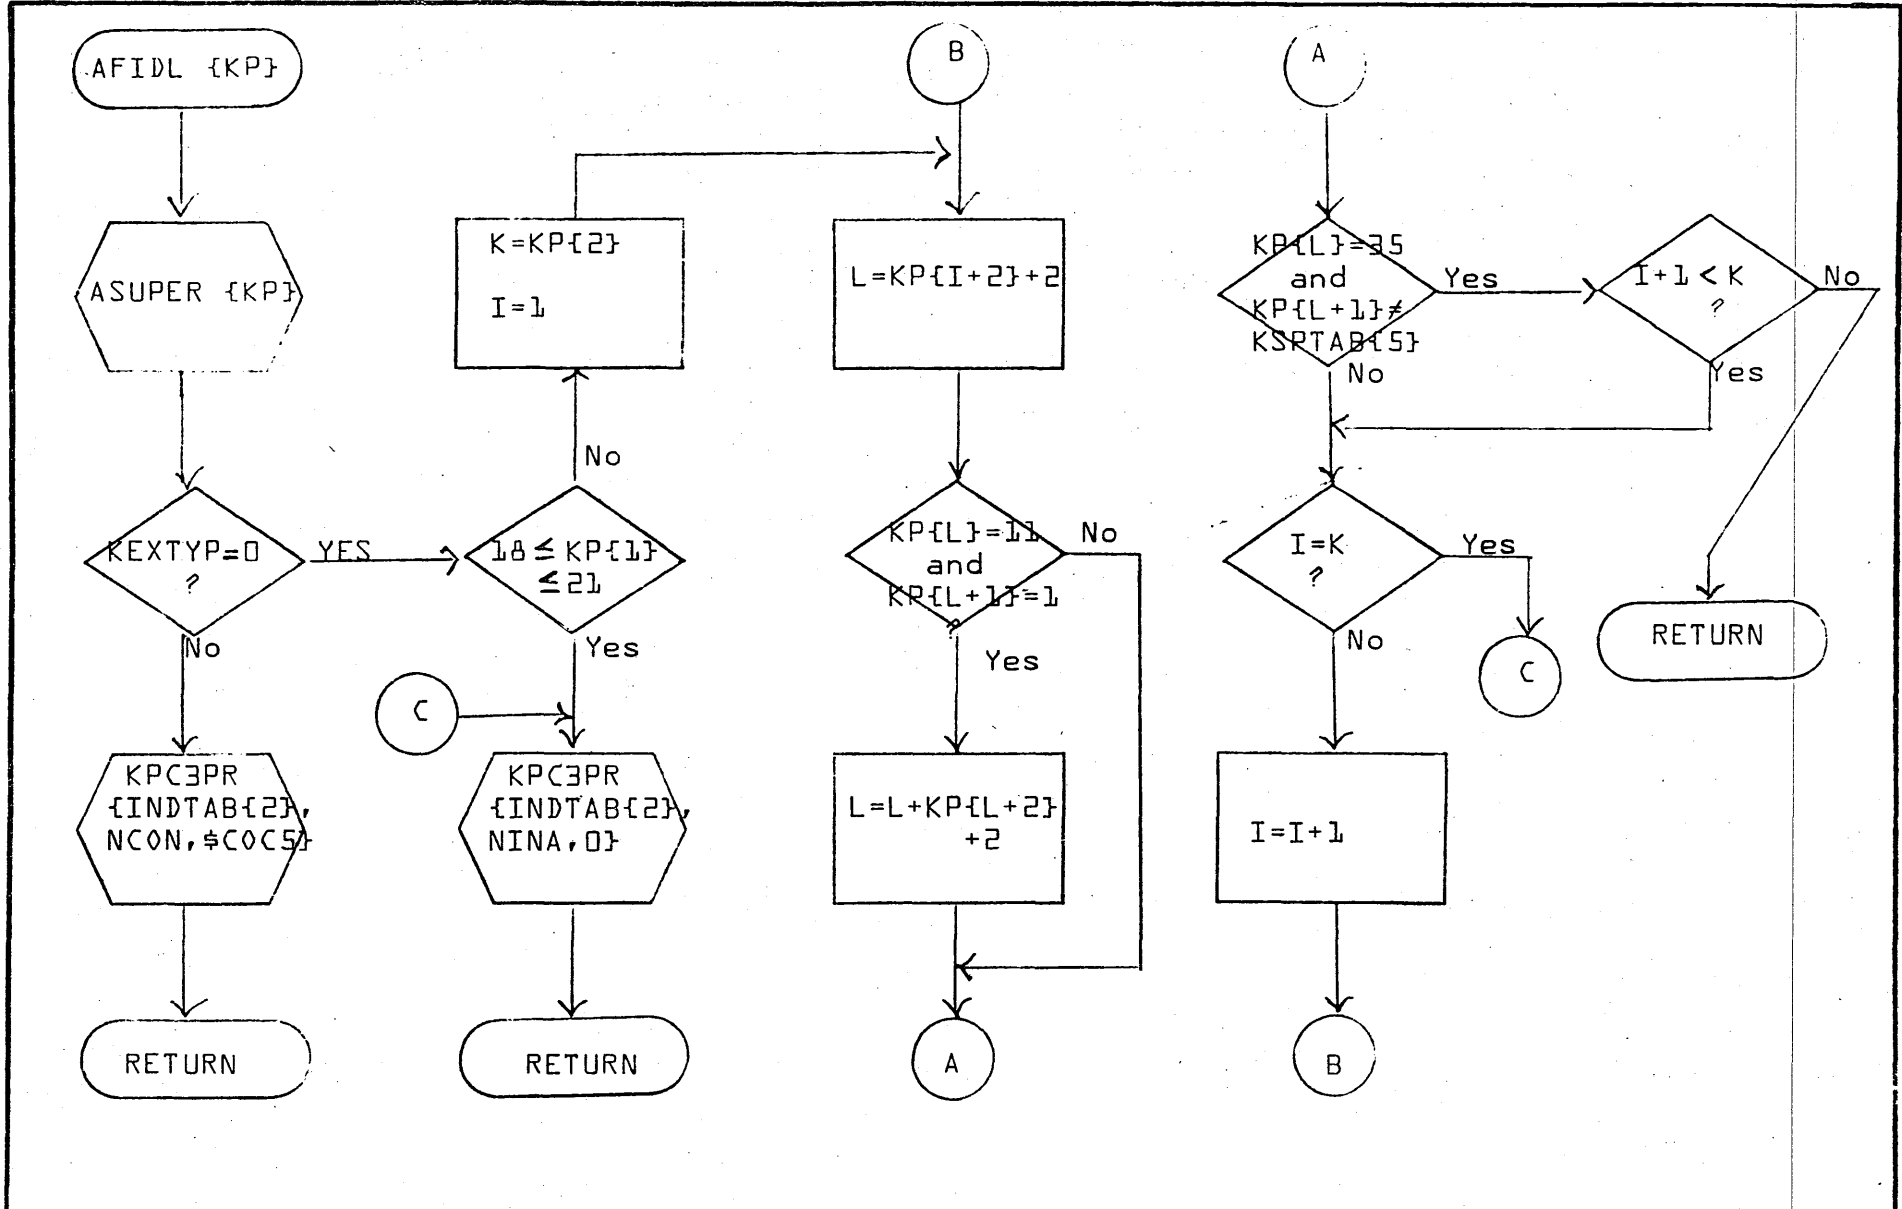 AFIDL {KP}
ASUPER {KP}
KEXTYP=0
?
YES
No
KPC3PR
{INDTAB{2},
NCON,$COC5}
RETURN
K=KP{2}
I=1
No
18≤KP{1}
≤21
Yes
C
KPC3PR
{INDTAB{2},
NINA,0}
RETURN
B
L=KP{I+2}+2
KP{L}=11
and
KP{L+1}=1
?
No
Yes
L=L+KP{L+2}
+2
A
A
KP{L}=35
and
KP{L+1}≠
KSPTAB{5}
Yes
No
I+1<K
?
No
Yes
I=K
?
Yes
No
C
RETURN
I=I+1
B